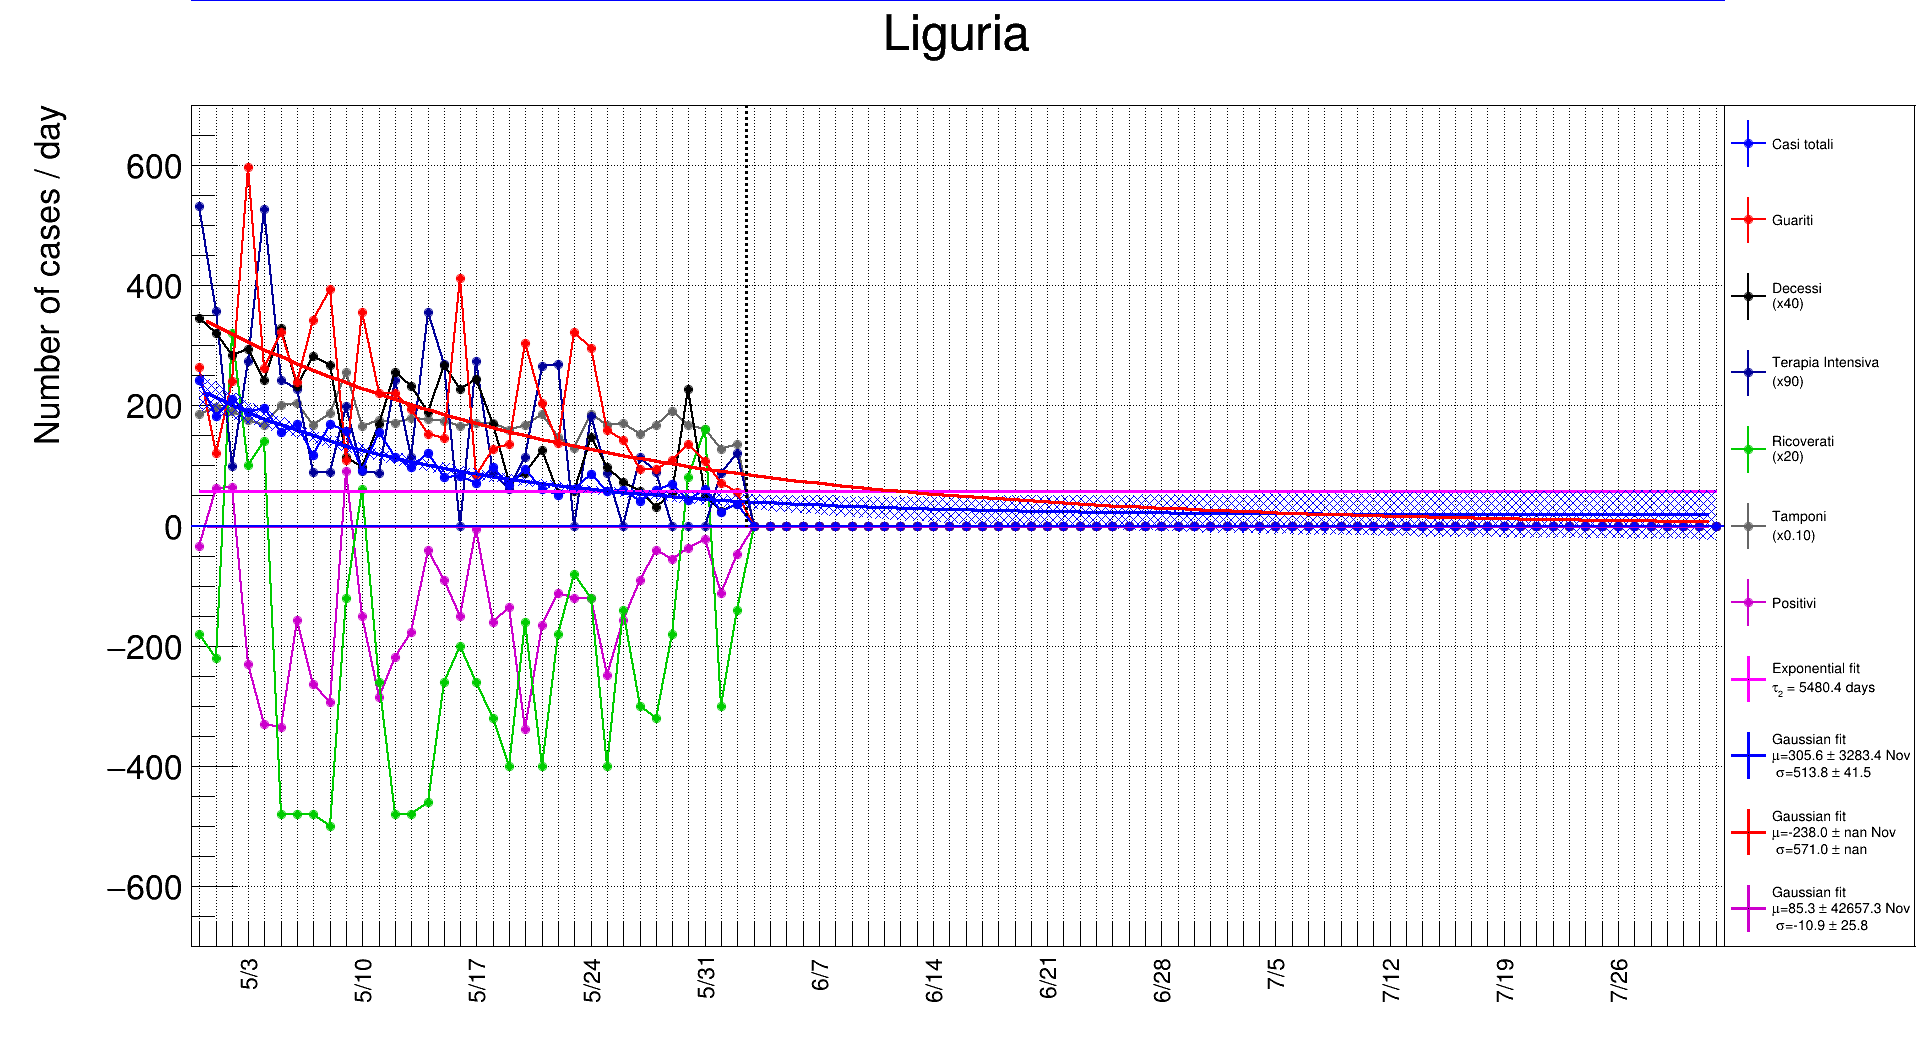 Liguria
Number of cases / day
600
400
200
0
−200
−400
−600
5/3
5/10
5/17
5/24
5/31
6/7
6/14
6/21
6/28
7/5
7/12
7/19
7/26
Casi totali
Guariti
Decessi
(x40)
Terapia Intensiva
(x90)
Ricoverati
(x20)
Tamponi
(x0.10)
Positivi
Exponential fit
τ₂ = 5480.4 days
Gaussian fit
μ=305.6 ± 3283.4 Nov
σ=513.8 ± 41.5
Gaussian fit
μ=-238.0 ± nan Nov
σ=571.0 ± nan
Gaussian fit
μ=85.3 ± 42657.3 Nov
σ=-10.9 ± 25.8